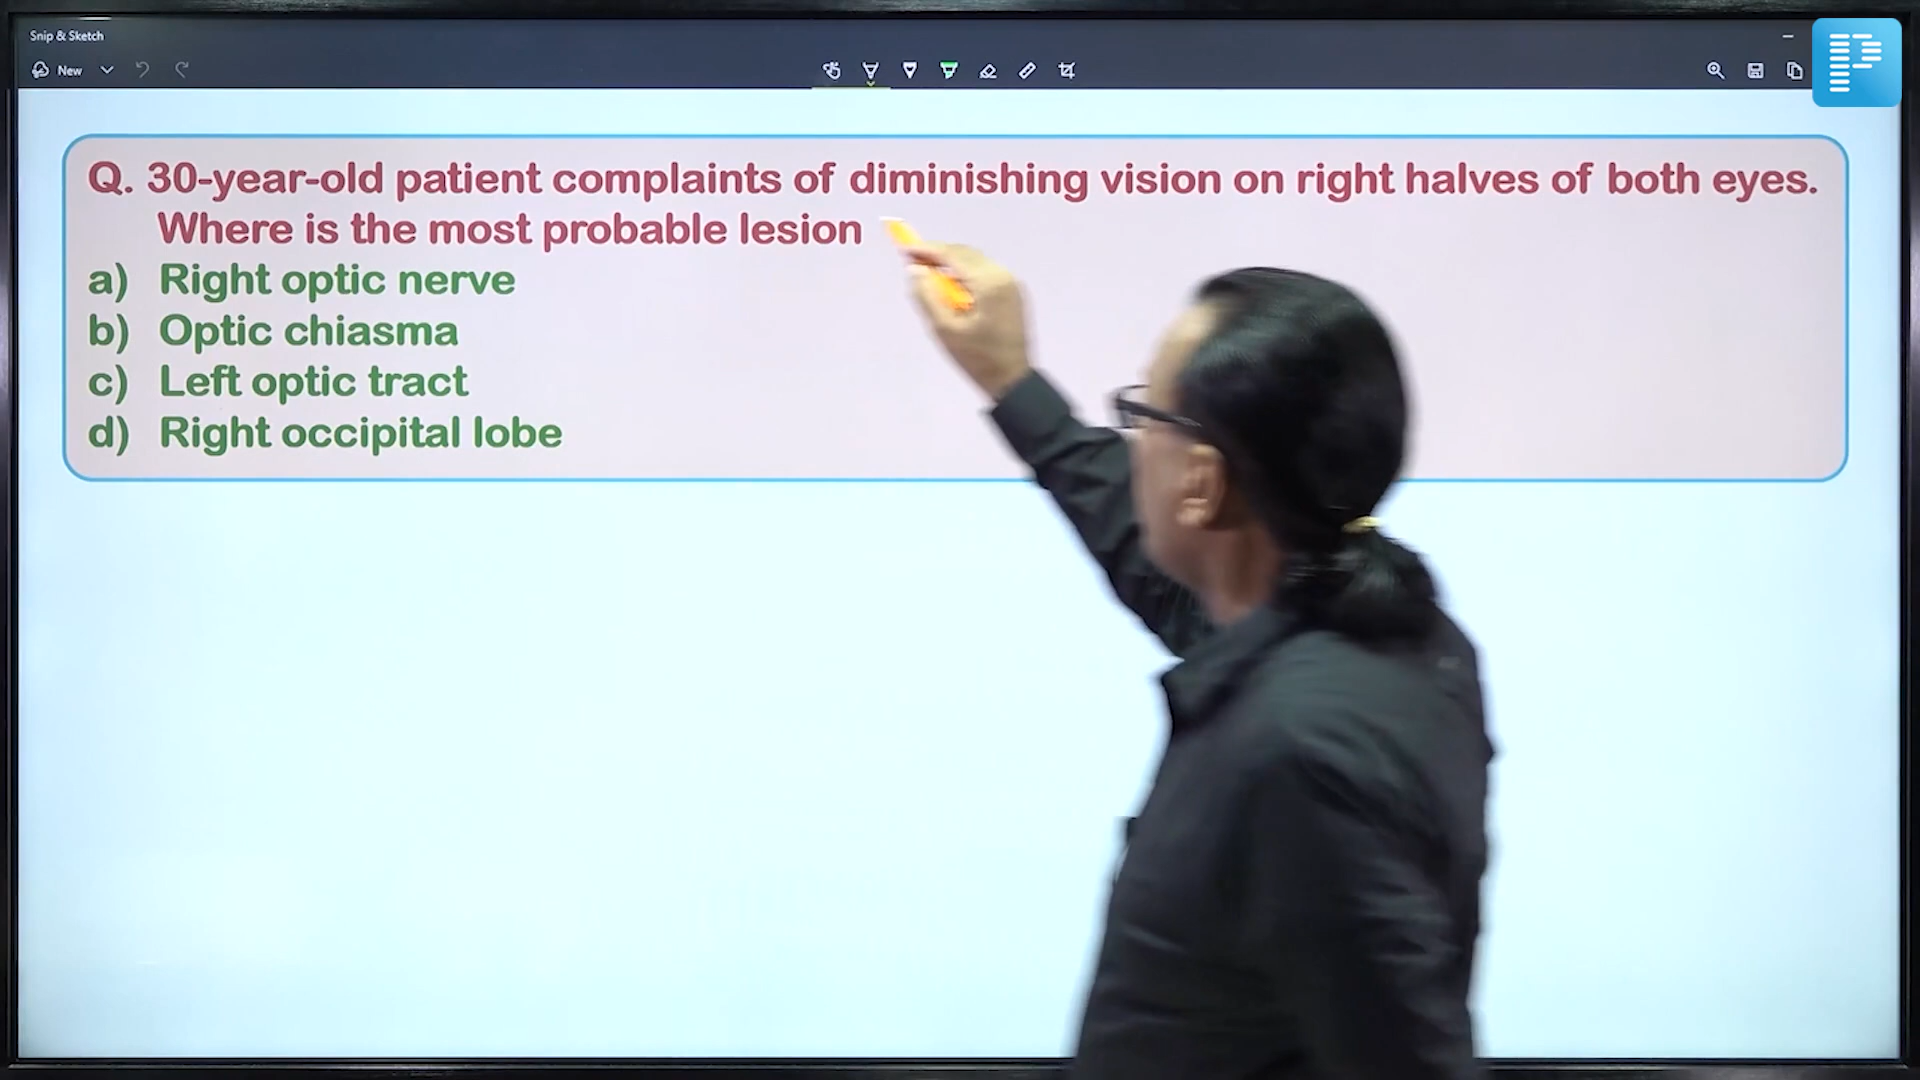 Snip & Sketch
New
Q. 30-year-old patient complaints of diminishing vision on right halves of both eyes.
Where is the most probable lesion
a) Right optic nerve
b) Optic chiasma
c) Left optic tract
d) Right occipital lobe